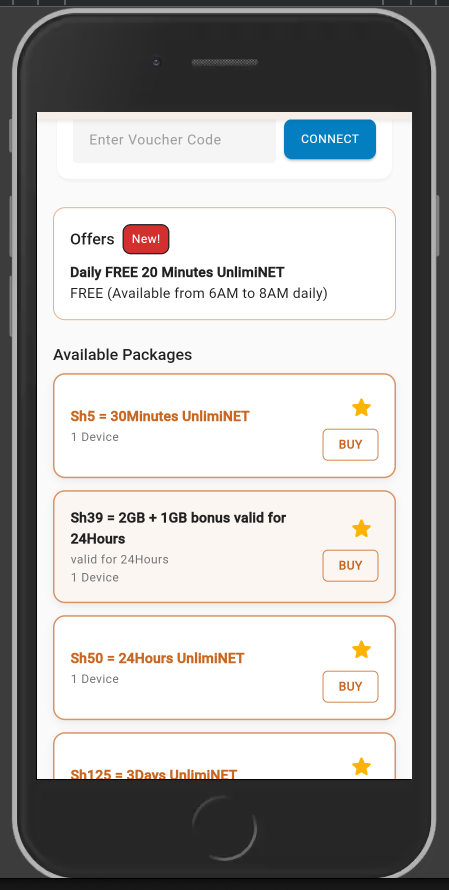 Enter Voucher Code
CONNECT
Offers New!
Daily FREE 20 Minutes UnlimiNET
FREE (Available from 6AM to 8AM daily)
Available Packages
Sh5 = 30Minutes UnlimiNET
1 Device
BUY
Sh39 = 2GB + 1GB bonus valid for
24Hours
valid for 24Hours
1 Device
BUY
Sh50 = 24Hours UnlimiNET
1 Device
BUY
Sh125 = 3Days UnlimiNET